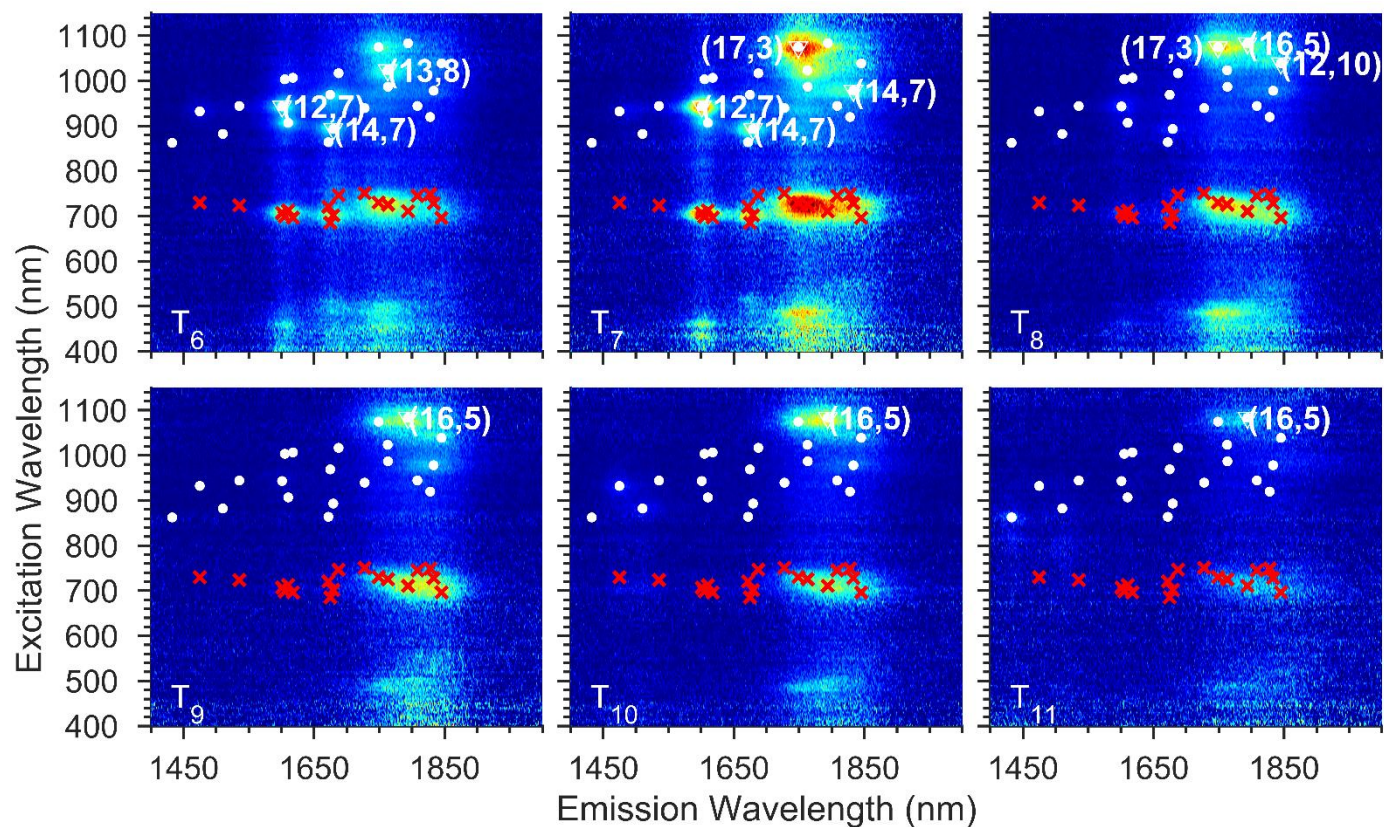 Excitation Wavelength (nm)
1100
1000
900
800
700
600
500
400
(13,8)
(12,7)
(14,7)
T6
(17,3)
(14,7)
(12,7)
(14,7)
T7
(17,3)
(16,5)
(12,10)
T8
1100
1000
900
800
700
600
500
400
(16,5)
T9
(16,5)
T10
(16,5)
T11
1450 1650 1850
1450 1650 1850
1450 1650 1850
Emission Wavelength (nm)